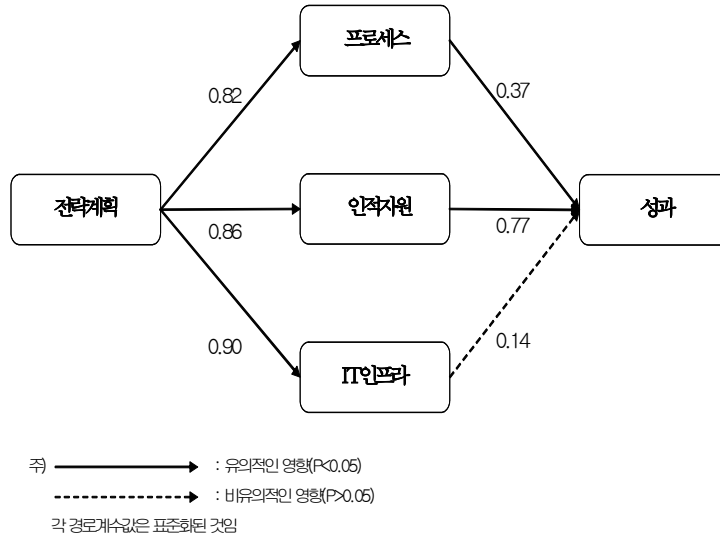 프로세스
0.82
0.37
전략계획
인적자원
성과
0.86
0.77
0.90
0.14
IT인프라
주)
: 유의적인 영향(P<0.05)
: 비유의적인 영향(P>0.05)
각 경로계수값은 표준화된 것임